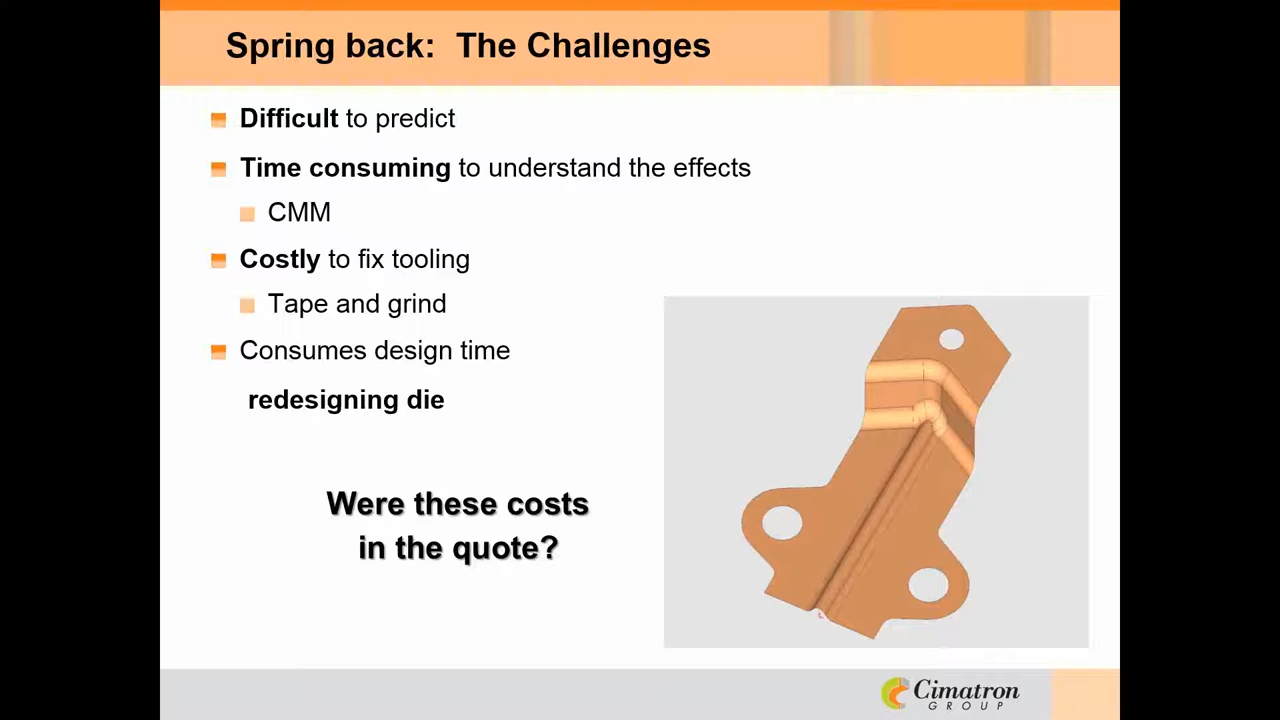 Spring back: The Challenges
Difficult to predict
Time consuming to understand the effects
CMM
Costly to fix tooling
Tape and grind
Consumes design time
redesigning die
Were these costs
in the quote?
Cimatron
GROUP